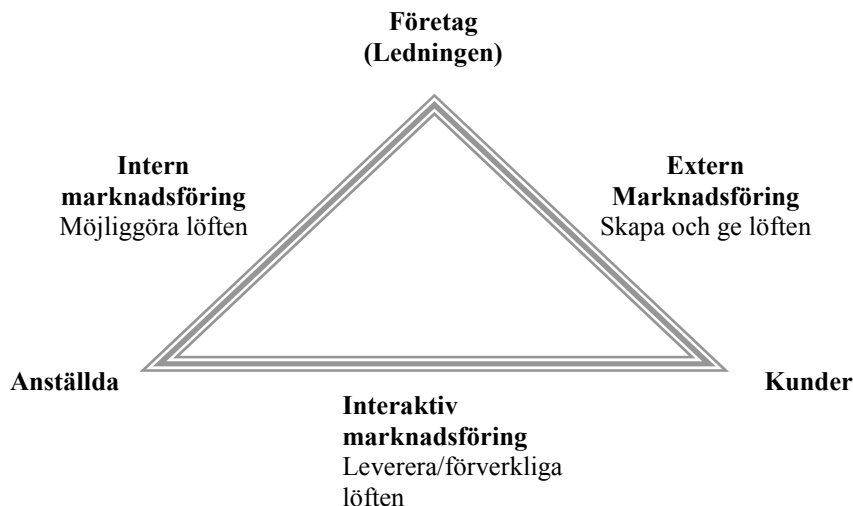 Företag
(Ledningen)
Intern
marknadsföring
Möjliggöra löften
Extern
Marknadsföring
Skapa och ge löften
Anställda
Kunder
Interaktiv
marknadsföring
Leverera/förverkliga
löften